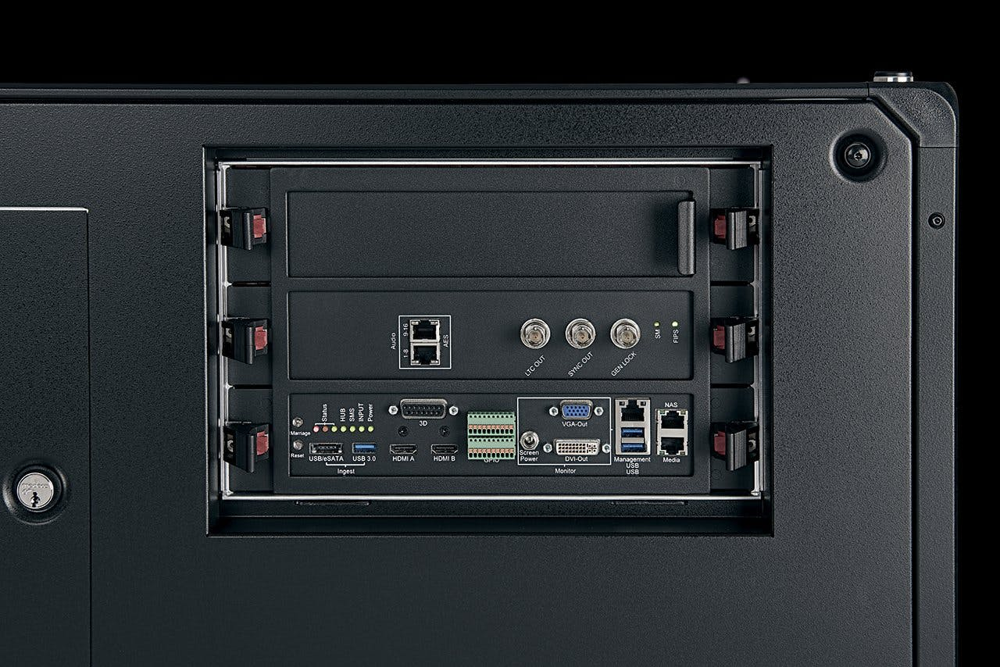 Audio
1-8
9-16
AES
LTC OUT
SYNC OUT
GEN LOCK
SM
FIPS
Marnage
Reset
Status
HUB
SMS
INPUT
Power
USB/eSATA
USB 3.0
Ingest
3D
HDMI A
HDMI B
GPIO
VGA-Out
Screen
Power
DVI-Out
Monitor
Management
USB
USB
NAS
Media